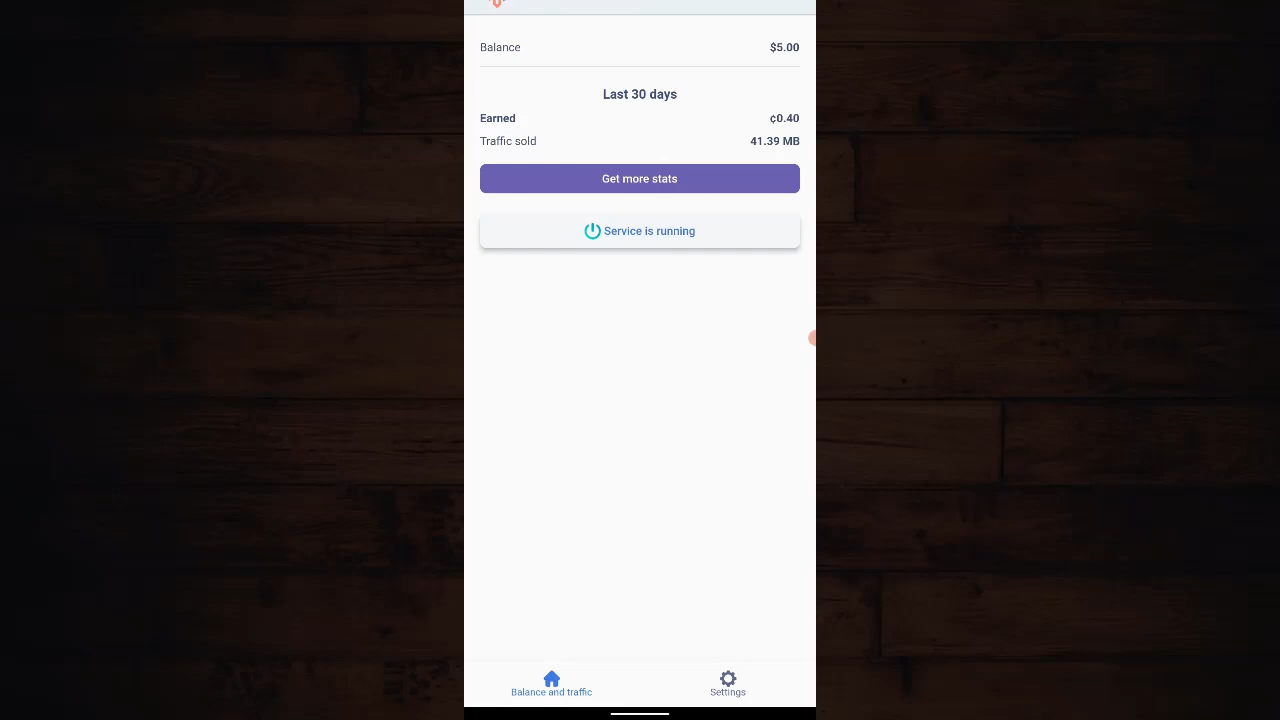 Balance $5.00
Last 30 days
Earned ¢0.40
Traffic sold 41.39 MB
Get more stats
Service is running
Balance and traffic Settings